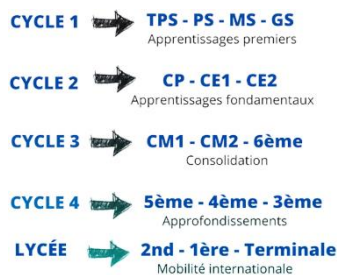 CYCLE 1 TPS - PS - MS - GS
Apprentissages premiers
CYCLE 2 CP - CE1 - CE2
Apprentissages fondamentaux
CYCLE 3 CM1 - CM2 - 6ème
Consolidation
CYCLE 4 5ème - 4ème - 3ème
Approfondissements
LYCÉE 2nd - 1ère - Terminale
Mobilité internationale